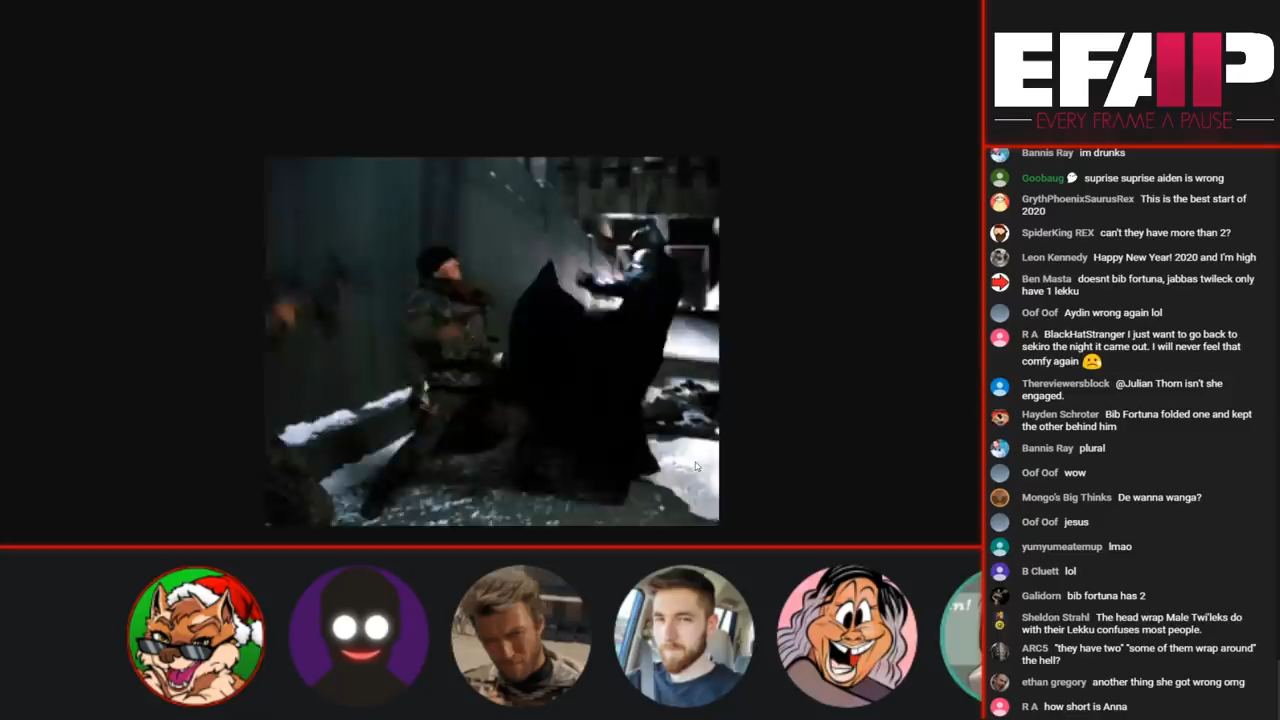 EFAP
EVERY FRAME A PAUSE
Bannis Ray im drunks
Goobaug suprise suprise aiden is wrong
GrythPhoenixSaurusRex This is the best start of
2020
SpiderKing REX can't they have more than 2?
Leon Kennedy Happy New Year! 2020 and I'm high
Ben Masta doesnt bib fortuna, jabbas twileck only
have 1 lekku
Oof Oof Aydin wrong again lol
R A BlackHatStranger I just want to go back to
sekiro the night it came out. I will never feel that
comfy again
Thereviewersblock @Julian Thorn isn't she
engaged.
Hayden Schroter Bib Fortuna folded one and kept
the other behind him
Bannis Ray plural
Oof Oof wow
Mongo's Big Thinks De wanna wanga?
Oof Oof jesus
yumyumeatemup lmao
B Cluett lol
Galidorn bib fortuna has 2
Sheldon Strahl The head wrap Male Twi'leks do
with their Lekku confuses most people.
ARC5 "they have two" "some of them wrap around"
the hell?
ethan gregory another thing she got wrong omg
R A how short is Anna